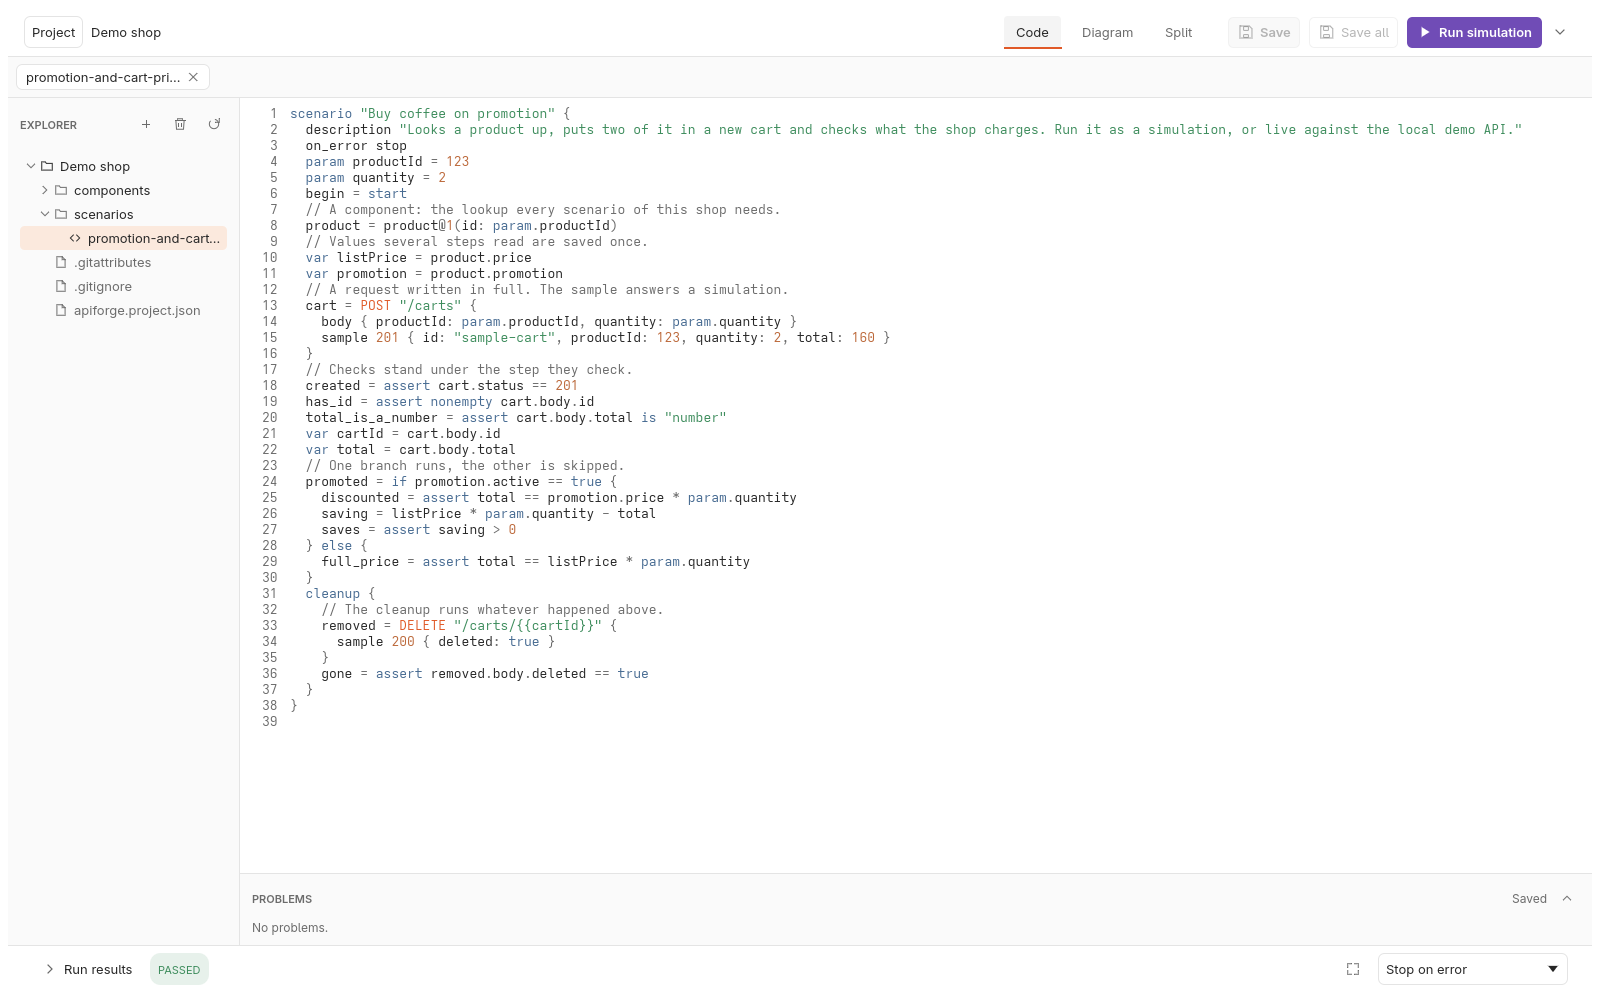 Project
Demo shop
Code
Diagram
Split
Save
Save all
Run simulation
promotion-and-cart-pri...
EXPLORER
Demo shop
components
scenarios
promotion-and-cart...
.gitattributes
.gitignore
apiforge.project.json
1 scenario "Buy coffee on promotion" {
2   description "Looks a product up, puts two of it in a new cart and checks what the shop charges. Run it as a simulation, or live against the local demo API."
3   on_error stop
4   param productId = 123
5   param quantity = 2
6   begin = start
7   // A component: the lookup every scenario of this shop needs.
8   product = product@1(id: param.productId)
9   // Values several steps read are saved once.
10   var listPrice = product.price
11   var promotion = product.promotion
12   // A request written in full. The sample answers a simulation.
13   cart = POST "/carts" {
14     body { productId: param.productId, quantity: param.quantity }
15     sample 201 { id: "sample-cart", productId: 123, quantity: 2, total: 160 }
16   }
17   // Checks stand under the step they check.
18   created = assert cart.status == 201
19   has_id = assert nonempty cart.body.id
20   total_is_a_number = assert cart.body.total is "number"
21   var cartId = cart.body.id
22   var total = cart.body.total
23   // One branch runs, the other is skipped.
24   promoted = if promotion.active == true {
25     discounted = assert total == promotion.price * param.quantity
26     saving = listPrice * param.quantity - total
27     saves = assert saving > 0
28   } else {
29     full_price = assert total == listPrice * param.quantity
30   }
31   cleanup {
32     // The cleanup runs whatever happened above.
33     removed = DELETE "/carts/{{cartId}}" {
34       sample 200 { deleted: true }
35     }
36     gone = assert removed.body.deleted == true
37   }
38 }
39
PROBLEMS
Saved
No problems.
Run results
PASSED
Stop on error